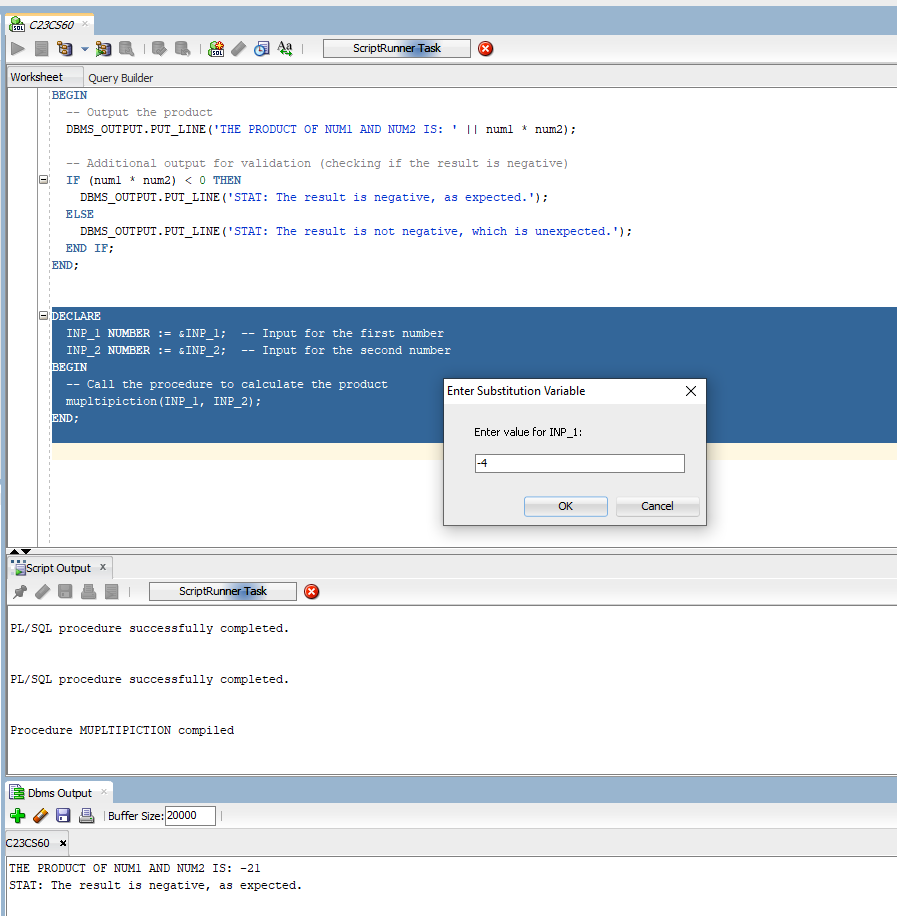 C23CS60
ScriptRunner Task
Worksheet Query Builder
BEGIN
-- Output the product
DBMS_OUTPUT.PUT_LINE('THE PRODUCT OF NUM1 AND NUM2 IS: ' || num1 * num2);
-- Additional output for validation (checking if the result is negative)
IF (num1 * num2) < 0 THEN
DBMS_OUTPUT.PUT_LINE('STAT: The result is negative, as expected.');
ELSE
DBMS_OUTPUT.PUT_LINE('STAT: The result is not negative, which is unexpected.');
END IF;
END;
DECLARE
INP_1 NUMBER := &INP_1; -- Input for the first number
INP_2 NUMBER := &INP_2; -- Input for the second number
BEGIN
-- Call the procedure to calculate the product
mupltipiction(INP_1, INP_2);
END;
Enter Substitution Variable
Enter value for INP_1:
-4
OK Cancel
Script Output
ScriptRunner Task
PL/SQL procedure successfully completed.
PL/SQL procedure successfully completed.
Procedure MUPLTIPICTION compiled
Dbms Output
Buffer Size: 20000
C23CS60
THE PRODUCT OF NUM1 AND NUM2 IS: -21
STAT: The result is negative, as expected.